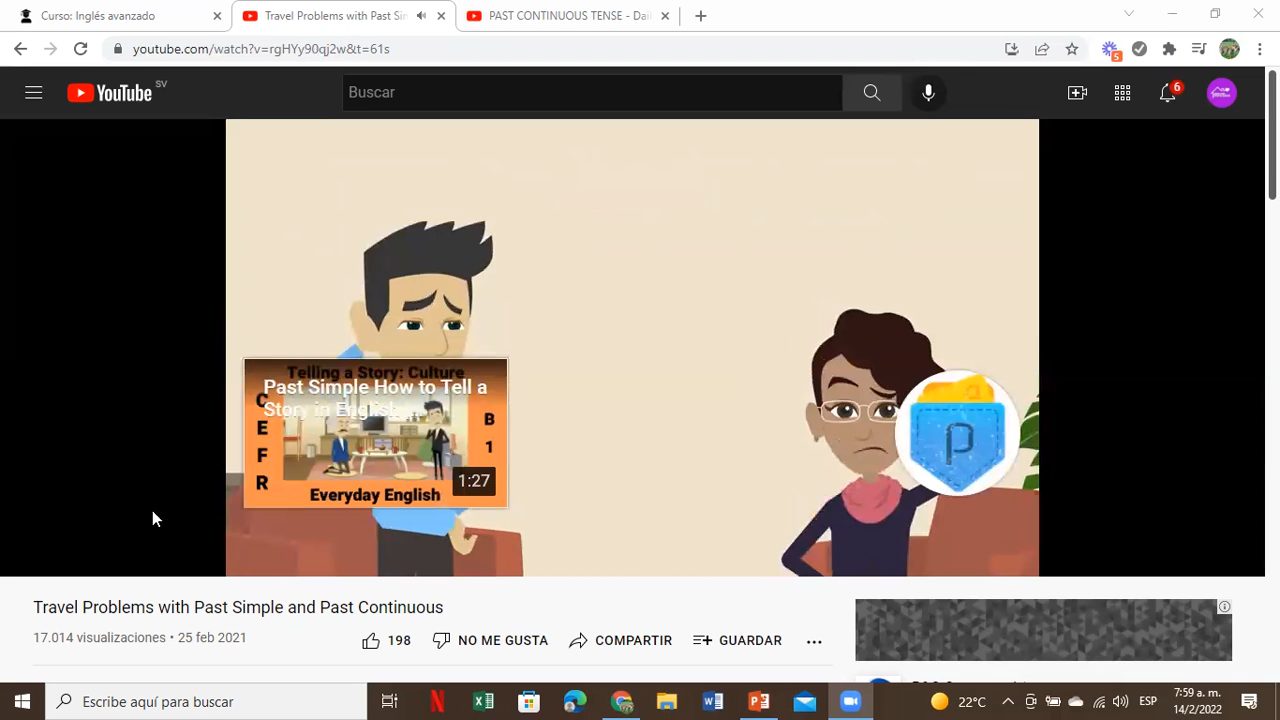 Curso: Inglés avanzado
Travel Problems with Past Sim
PAST CONTINUOUS TENSE - Dail
youtube.com/watch?v=rgHYy90qj2w&t=61s
5
YouTube SV
Buscar
6
Telling a Story: Culture
Past Simple How to Tell a
Story in English
C
E
F
R
B
1
1:27
Everyday English
P
Travel Problems with Past Simple and Past Continuous
17.014 visualizaciones • 25 feb 2021
198
NO ME GUSTA
COMPARTIR
GUARDAR
Escribe aquí para buscar
22°C
ESP
7:59 a. m.
14/2/2022